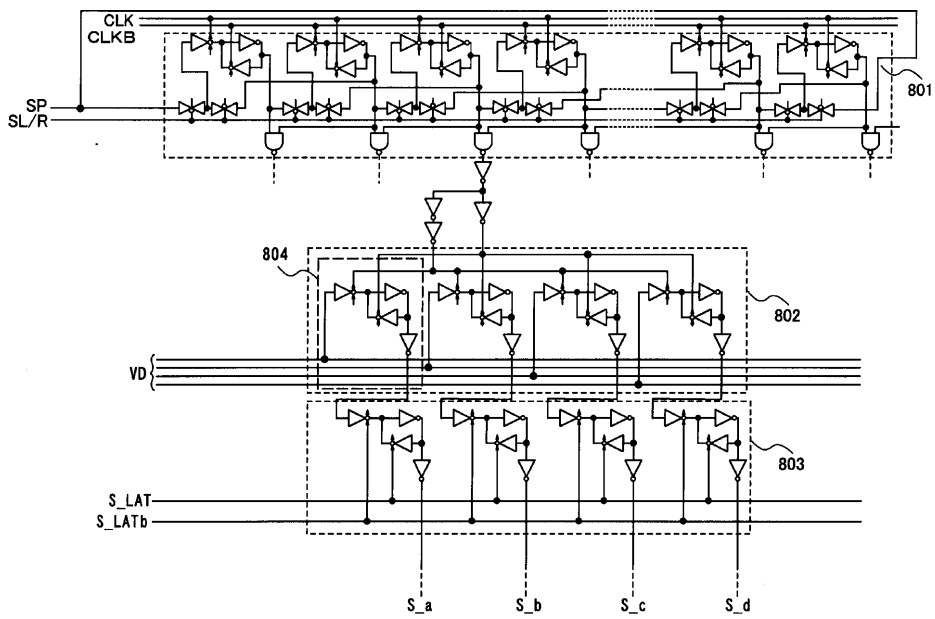 CLK
CLKB
801
SP
SL/R
804
802
VD
803
S_LAT
S_LATb
S_a S_b S_c S_d